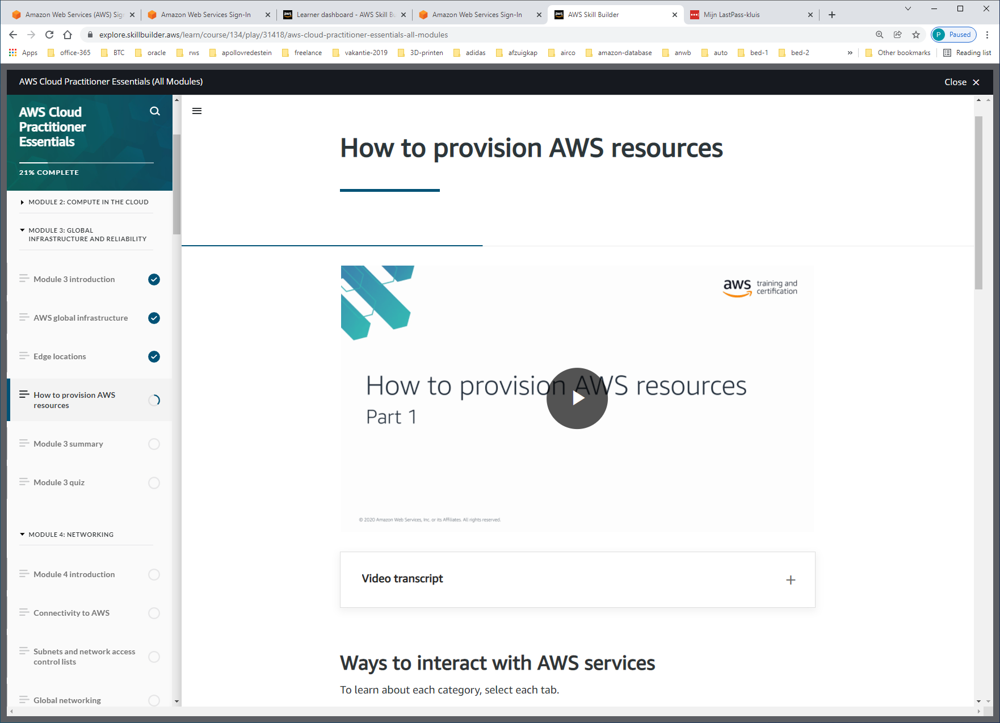 Amazon Web Services (AWS) Sig
Amazon Web Services Sign-In
Learner dashboard - AWS Skill Bu
Amazon Web Services Sign-In
AWS Skill Builder
Mijn LastPass-kluis
explore.skillbuilder.aws/learn/course/134/play/31418/aws-cloud-practitioner-essentials-all-modules
P Paused
Apps office-365 BTC oracle rws apollovredestein freelance vakantie-2019 3D-printen adidas afzuigkap airco amazon-database anwb auto bed-1 bed-2 » Other bookmarks Reading list
AWS Cloud Practitioner Essentials (All Modules)
Close
AWS Cloud
Practitioner
Essentials
21% COMPLETE
MODULE 2: COMPUTE IN THE CLOUD
MODULE 3: GLOBAL
INFRASTRUCTURE AND RELIABILITY
Module 3 introduction
AWS global infrastructure
Edge locations
How to provision AWS
resources
Module 3 summary
Module 3 quiz
MODULE 4: NETWORKING
Module 4 introduction
Connectivity to AWS
Subnets and network access
control lists
Global networking
How to provision AWS resources
aws training and
certification
How to provision AWS resources
Part 1
© 2020 Amazon Web Services, Inc. or its Affiliates. All rights reserved.
Video transcript
Ways to interact with AWS services
To learn about each category, select each tab.